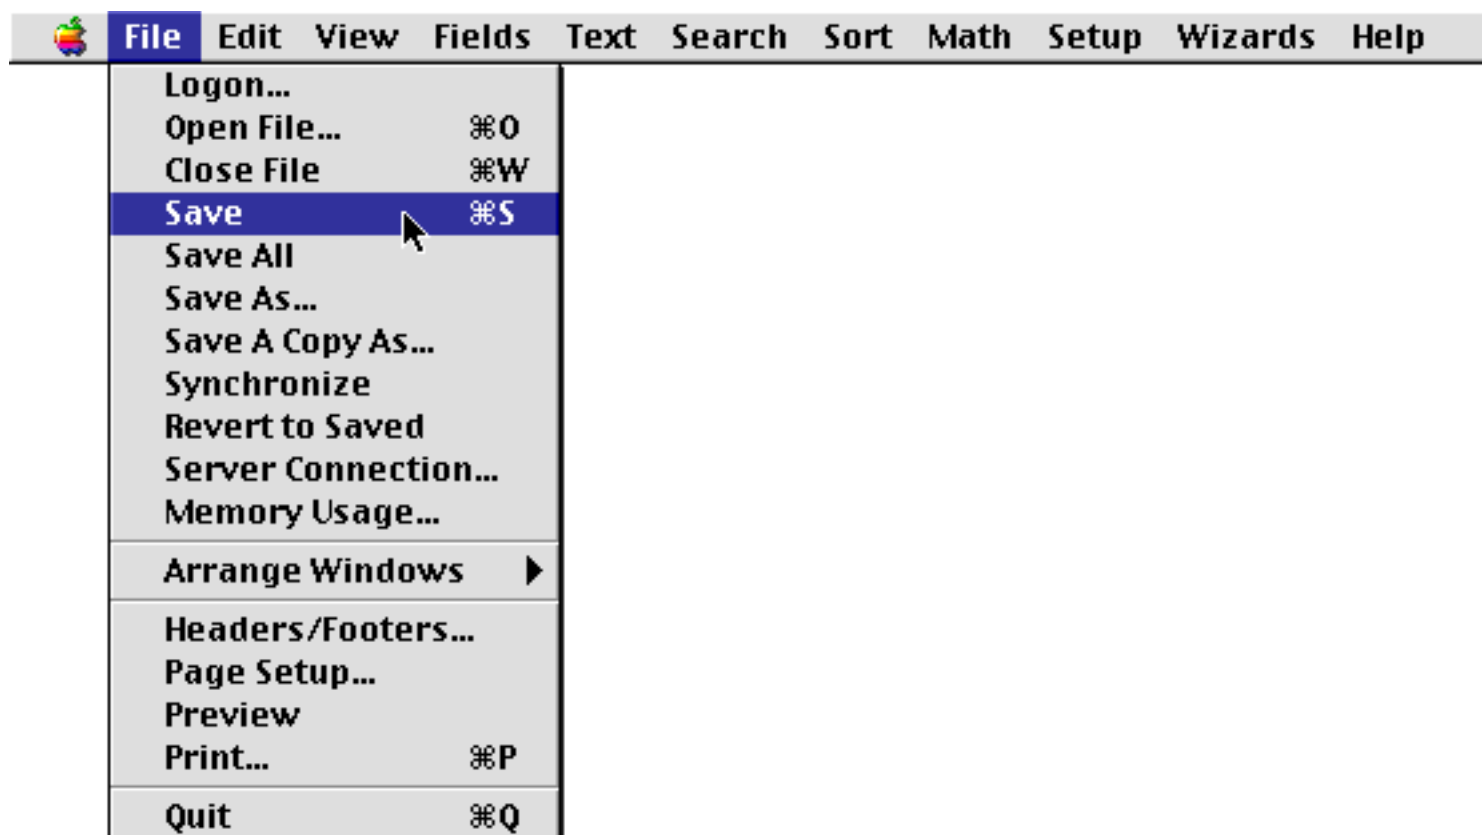 File Edit View Fields Text Search Sort Math Setup Wizards Help
Logon...
Open File... ⌘O
Close File ⌘W
Save ⌘S
Save All
Save As...
Save A Copy As...
Synchronize
Revert to Saved
Server Connection...
Memory Usage...
Arrange Windows
Headers/Footers...
Page Setup...
Preview
Print... ⌘P
Quit ⌘Q